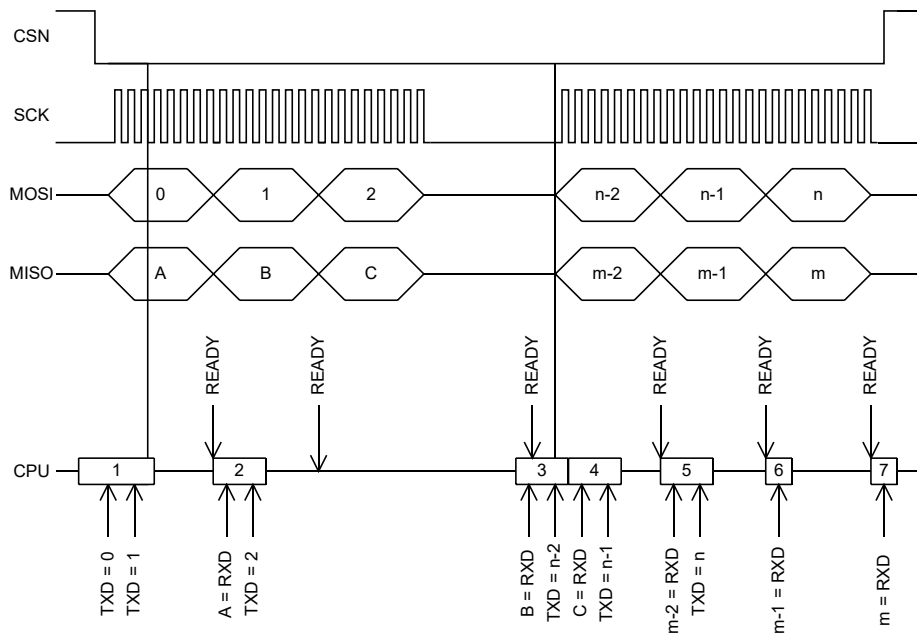 CSN
SCK
MOSI
0
1
2
n-2
n-1
n
MISO
A
B
C
m-2
m-1
m
READY
READY
READY
READY
READY
READY
CPU
1
2
3
4
5
6
7
TXD = 0
TXD = 1
A = RXD
TXD = 2
B = RXD
TXD = n-2
C = RXD
TXD = n-1
m-2 = RXD
TXD = n
m-1 = RXD
m = RXD